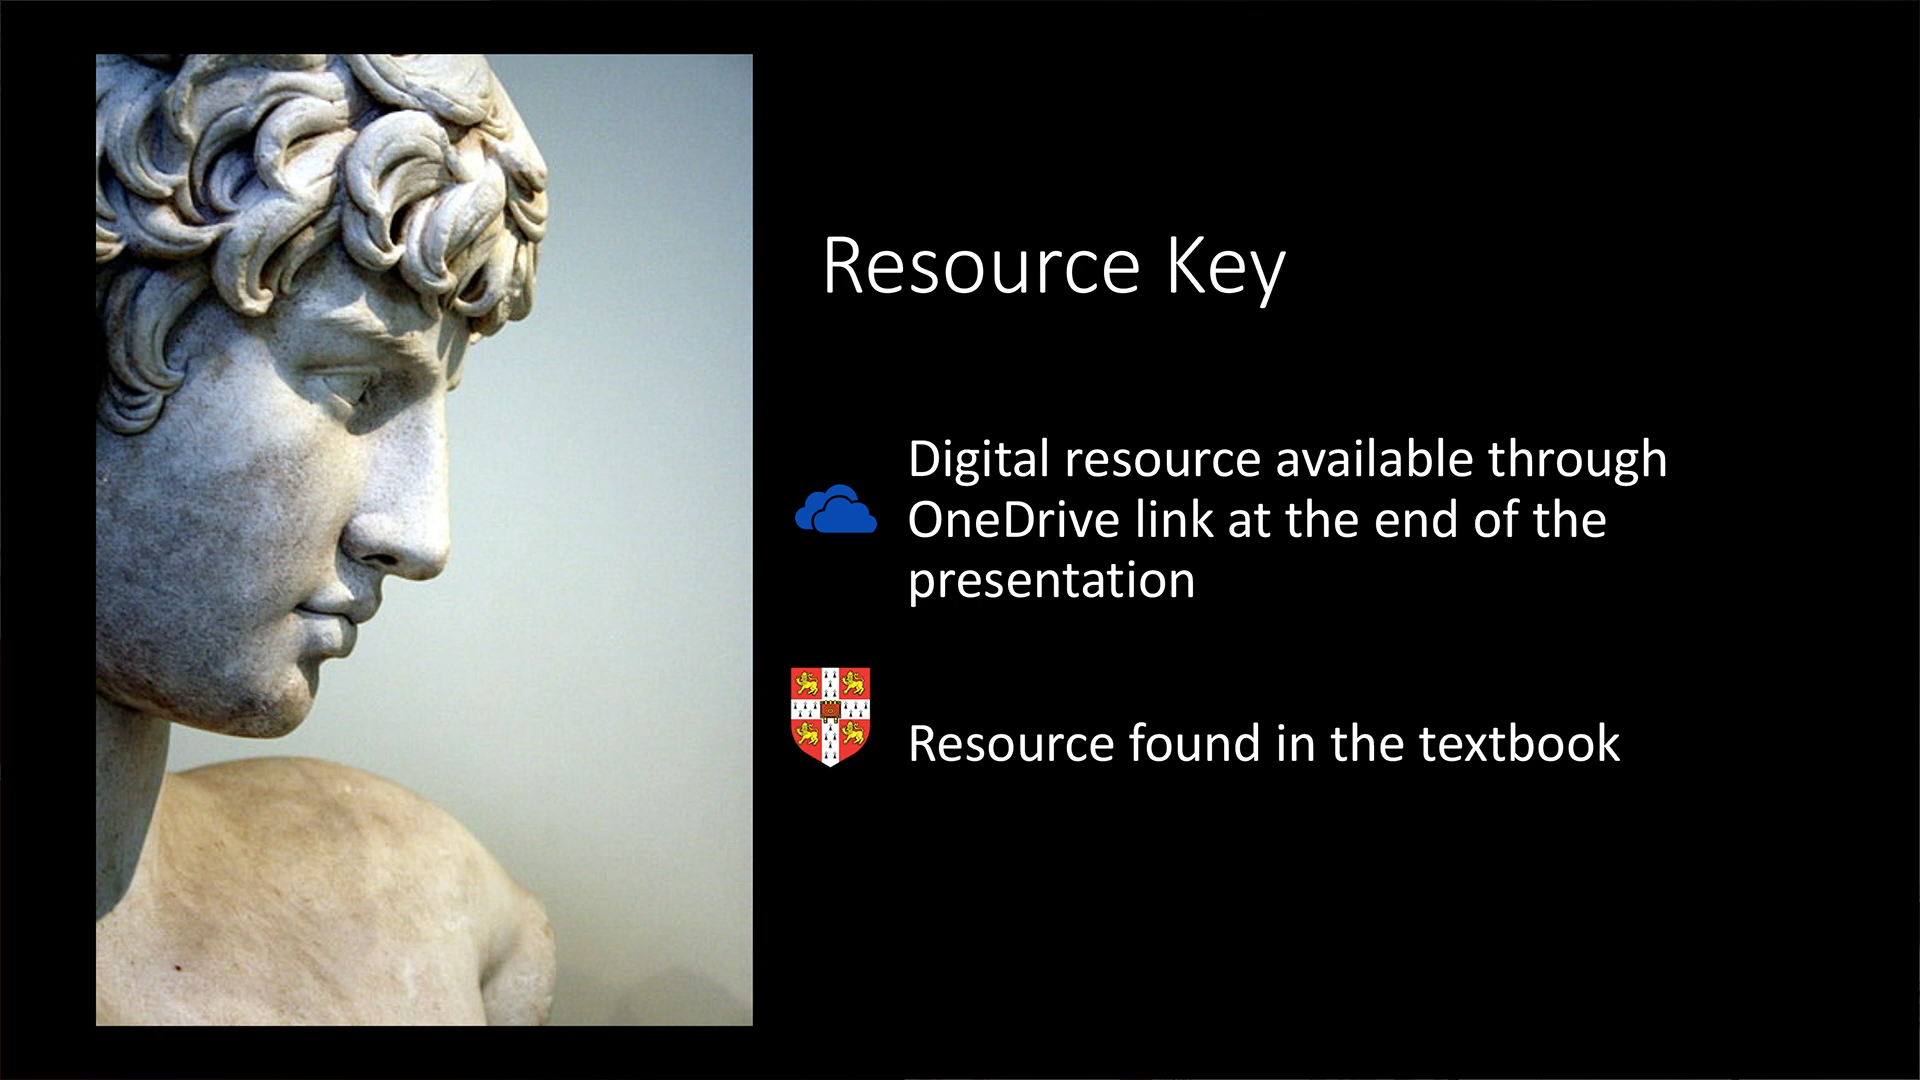 Resource Key
Digital resource available through
OneDrive link at the end of the
presentation
Resource found in the textbook